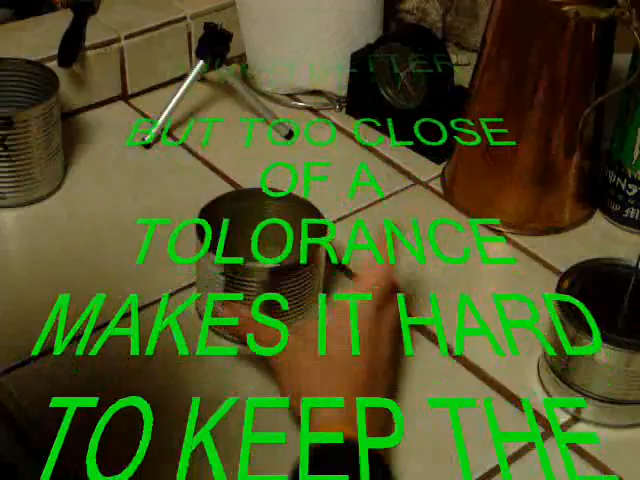 BUT TOO CLOSE
OF A
TOLORANCE
MAKES IT HARD
TO KEEP THE